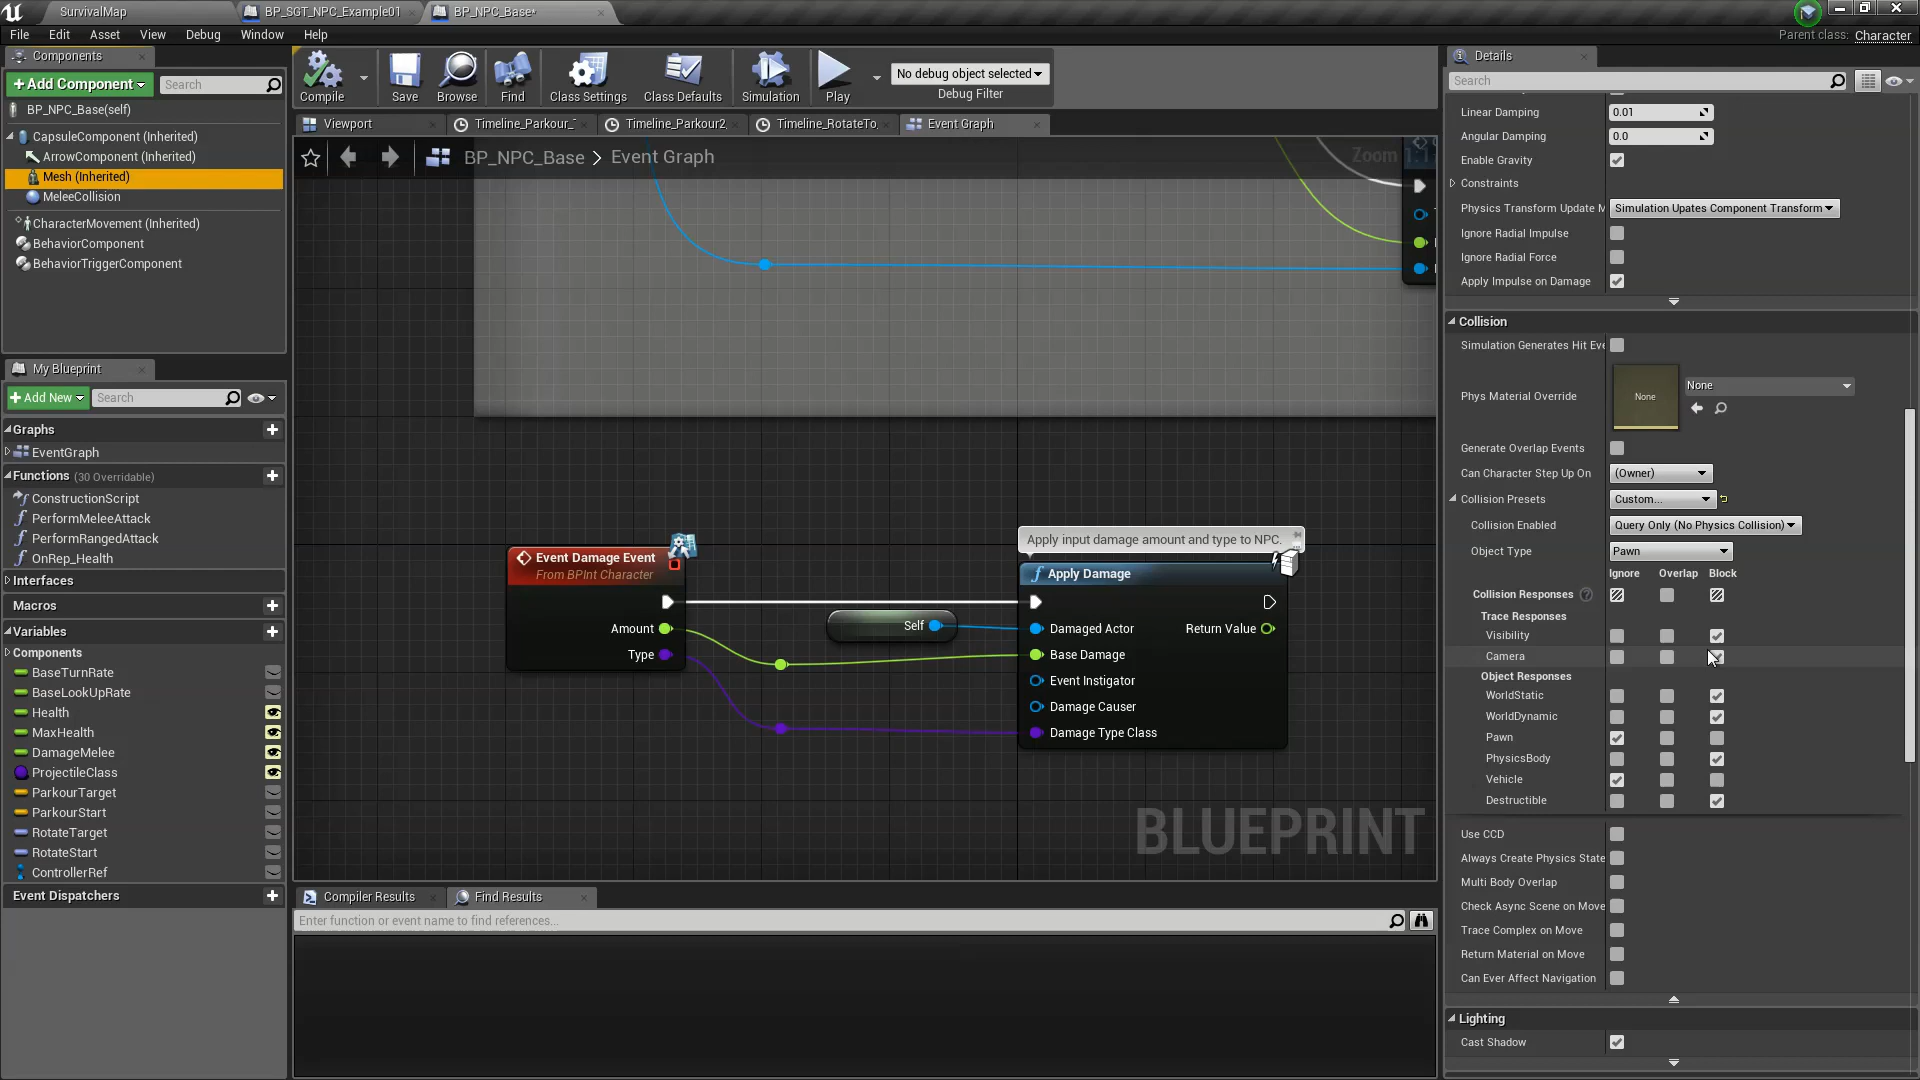 SurvivalMap
BP_SGT_NPC_Example01
BP_NPC_Base*
File Edit Asset View Debug Window Help
Parent class: Character
Components
+Add Component
Search
BP_NPC_Base(self)
CapsuleComponent (Inherited)
ArrowComponent (Inherited)
Mesh (Inherited)
MeleeCollision
CharacterMovement (Inherited)
BehaviorComponent
BehaviorTriggerComponent
My Blueprint
+Add New
Search
Graphs
EventGraph
Functions (30 Overridable)
ConstructionScript
PerformMeleeAttack
PerformRangedAttack
OnRep_Health
Interfaces
Macros
Variables
Components
BaseTurnRate
BaseLookUpRate
Health
MaxHealth
DamageMelee
ProjectileClass
ParkourTarget
ParkourStart
RotateTarget
RotateStart
ControllerRef
Event Dispatchers
Compile Save Browse Find Class Settings Class Defaults Simulation Play
No debug object selected
Debug Filter
Viewport Timeline_Parkour_ Timeline_Parkour2 Timeline_RotateTo Event Graph
BP_NPC_Base > Event Graph
Zoom 1:1
Event Damage Event
From BPInt Character
Amount
Type
Self
Apply input damage amount and type to NPC.
Apply Damage
Damaged Actor Return Value
Base Damage
Event Instigator
Damage Causer
Damage Type Class
BLUEPRINT
Compiler Results Find Results
Enter function or event name to find references...
Details
Search
Linear Damping 0.01
Angular Damping 0.0
Enable Gravity
Constraints
Physics Transform Update M Simulation Upates Component Transform
Ignore Radial Impulse
Ignore Radial Force
Apply Impulse on Damage
Collision
Simulation Generates Hit Eve
Phys Material Override None None
Generate Overlap Events
Can Character Step Up On (Owner)
Collision Presets Custom...
Collision Enabled Query Only (No Physics Collision)
Object Type Pawn
Ignore Overlap Block
Collision Responses ?
Trace Responses
Visibility
Camera
Object Responses
WorldStatic
WorldDynamic
Pawn
PhysicsBody
Vehicle
Destructible
Use CCD
Always Create Physics State
Multi Body Overlap
Check Async Scene on Move
Trace Complex on Move
Return Material on Move
Can Ever Affect Navigation
Lighting
Cast Shadow